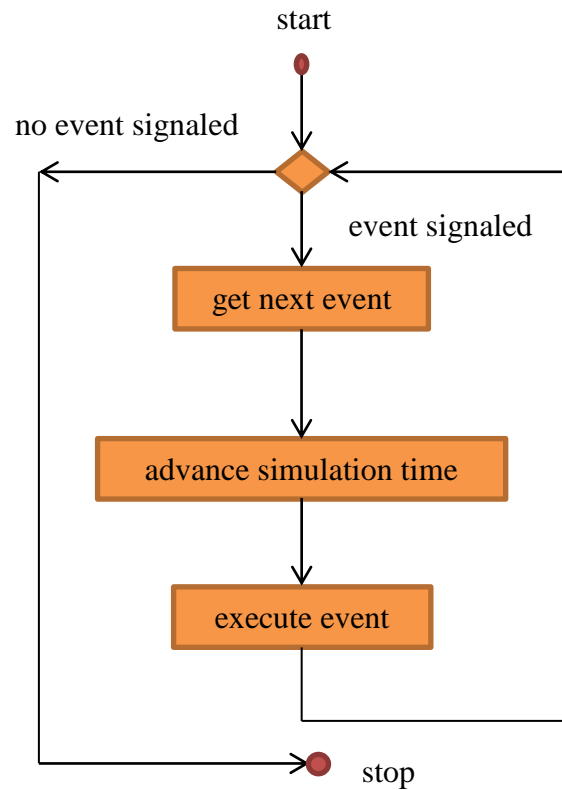 start
no event signaled
event signaled
get next event
advance simulation time
execute event
stop